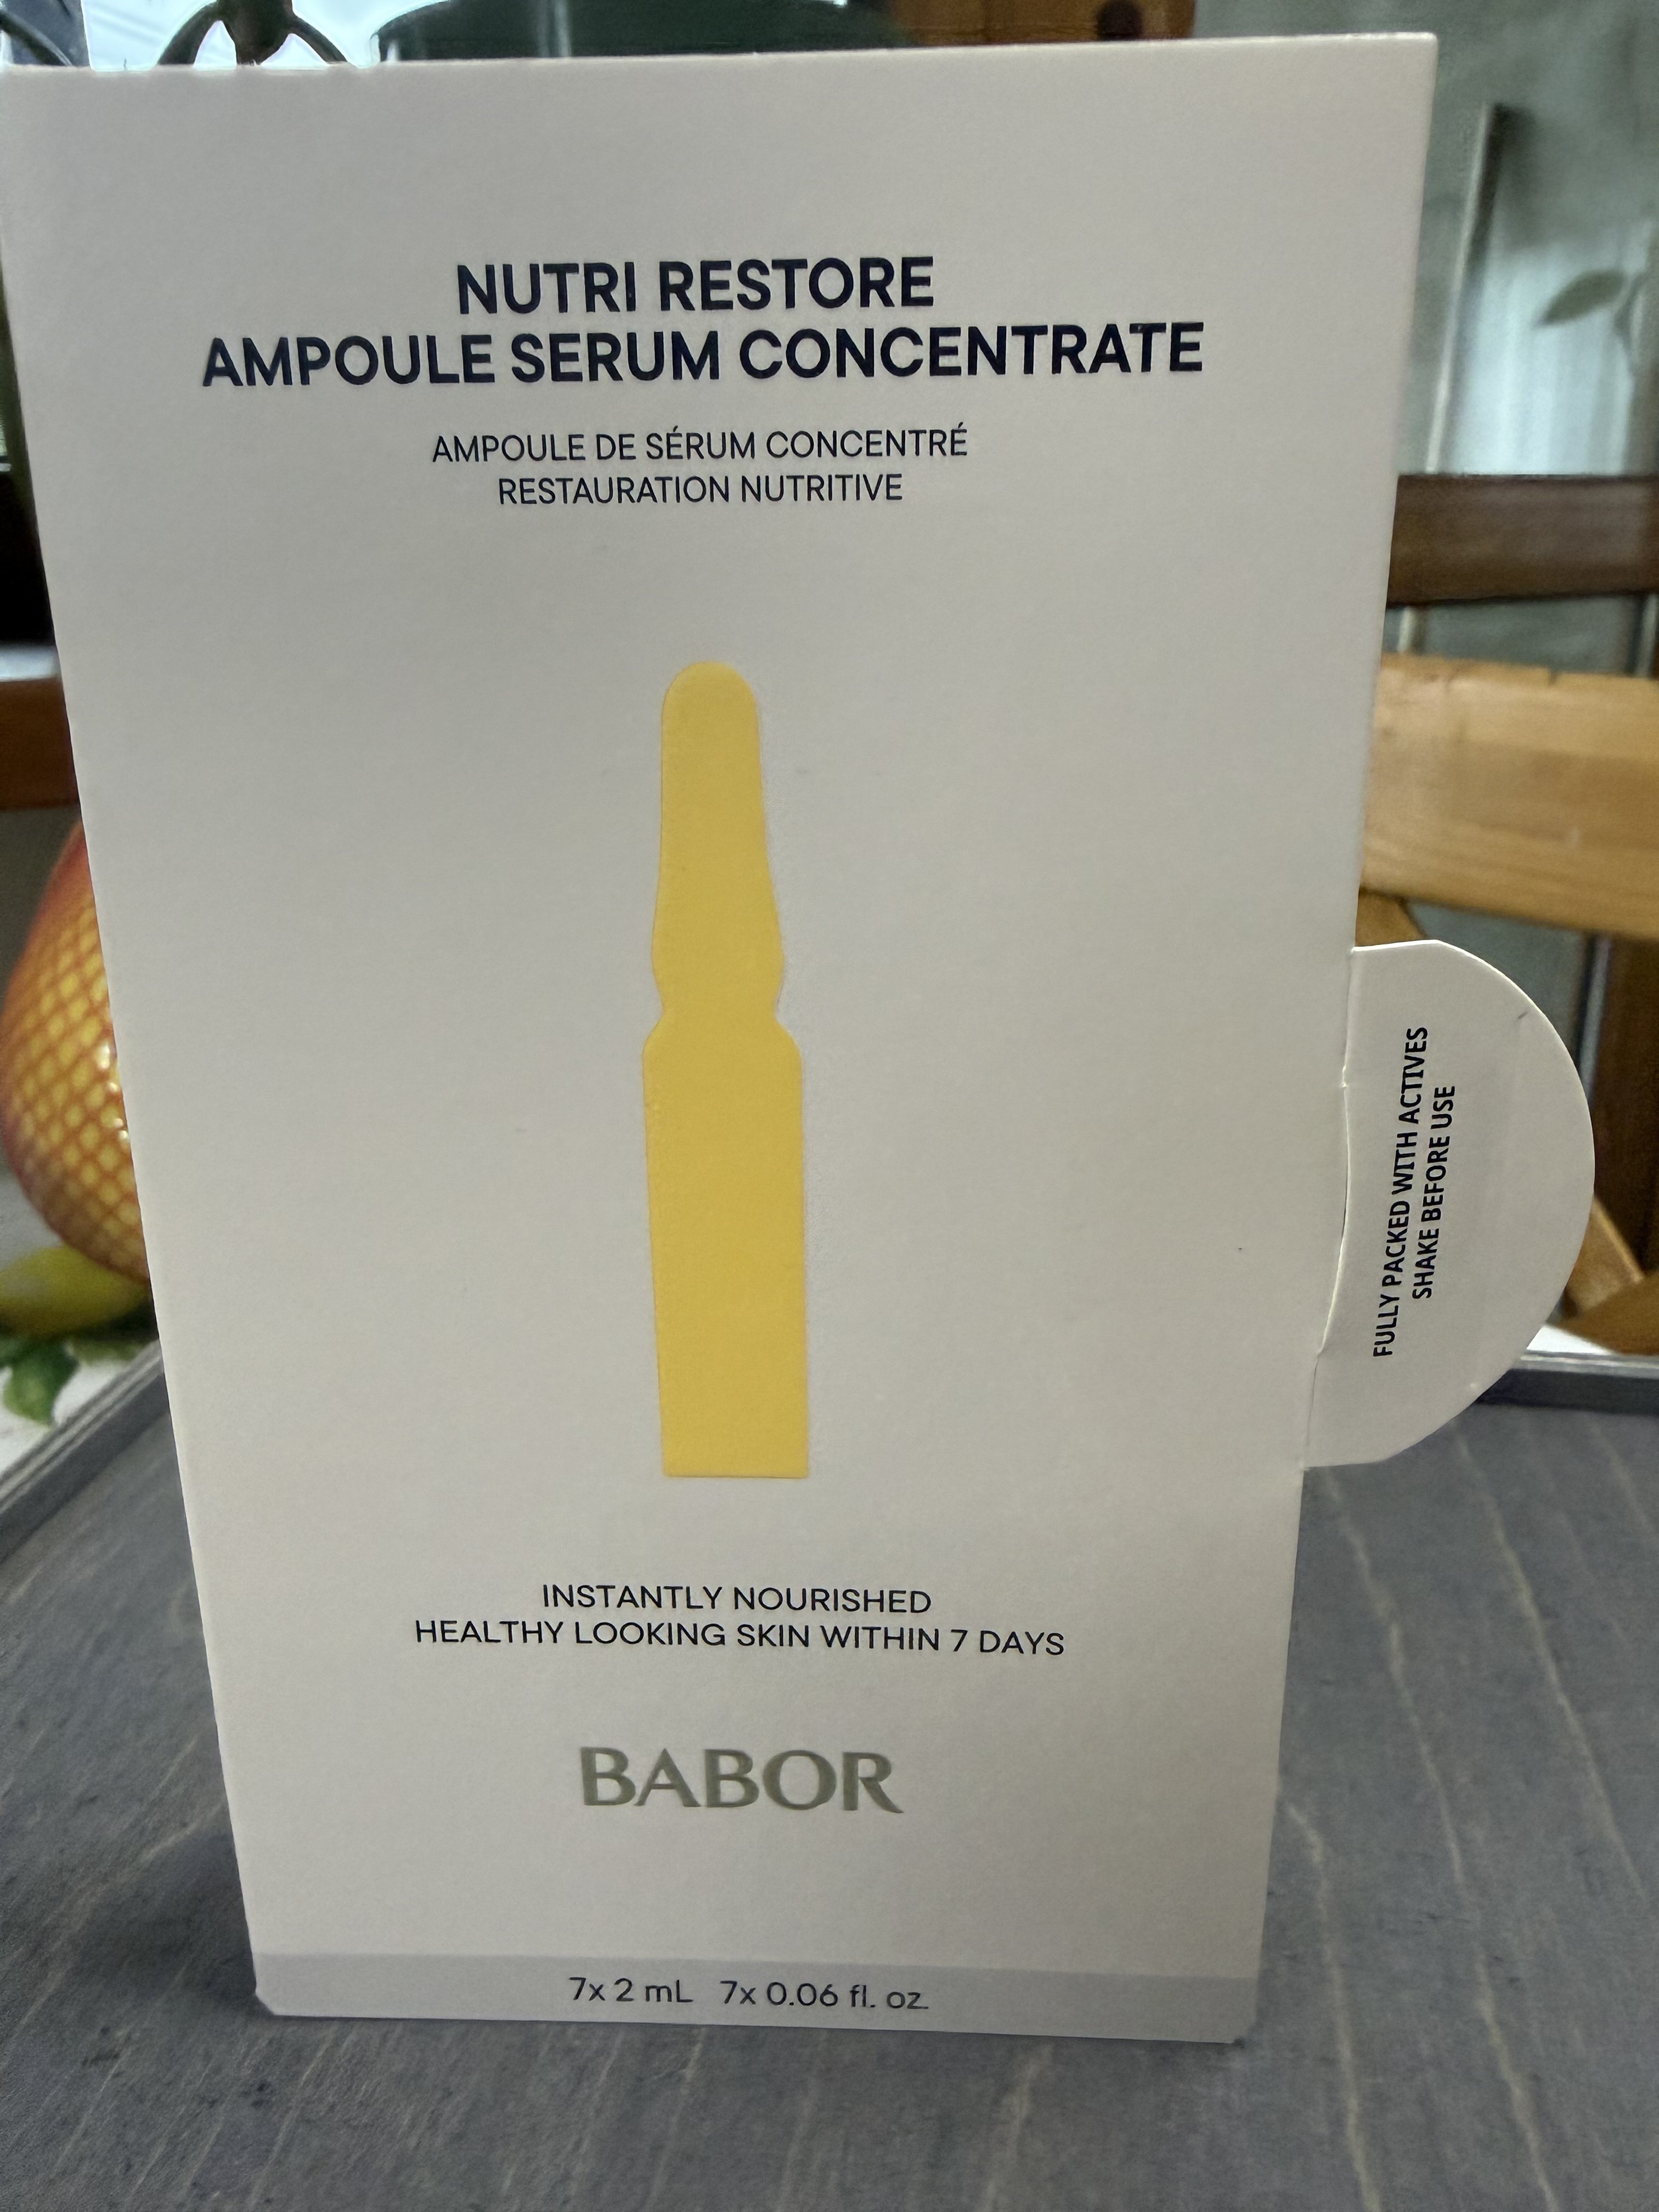 NUTRI RESTORE
AMPOULE SERUM CONCENTRATE
AMPOULE DE SÉRUM CONCENTRÉ
RESTAURATION NUTRITIVE
FULLY PACKED WITH ACTIVES
SHAKE BEFORE USE
INSTANTLY NOURISHED
HEALTHY LOOKING SKIN WITHIN 7 DAYS
BABOR
7x 2 mL 7x 0.06 fl. oz.